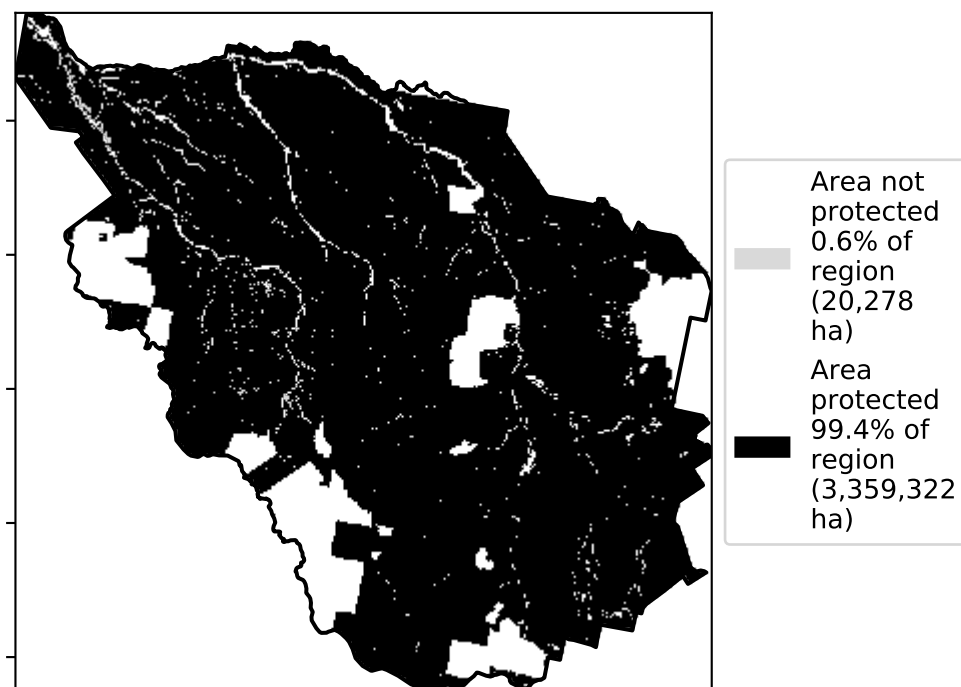 Area not
protected
0.6% of
region
(20,278
ha)
Area
protected
99.4% of
region
(3,359,322
ha)